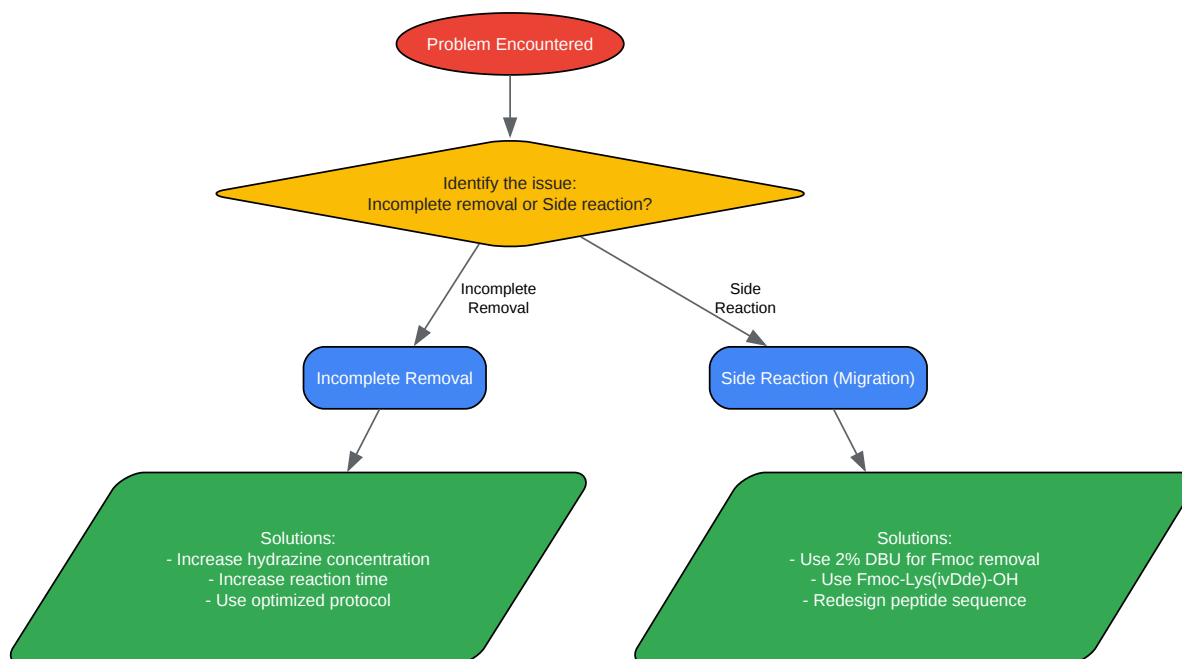 Problem Encountered
Identify the issue:
Incomplete removal or Side reaction?
Incomplete
Removal
Side
Reaction
Incomplete Removal
Side Reaction (Migration)
Solutions:
- Increase hydrazine concentration
- Increase reaction time
- Use optimized protocol
Solutions:
- Use 2% DBU for Fmoc removal
- Use Fmoc-Lys(ivDde)-OH
- Redesign peptide sequence